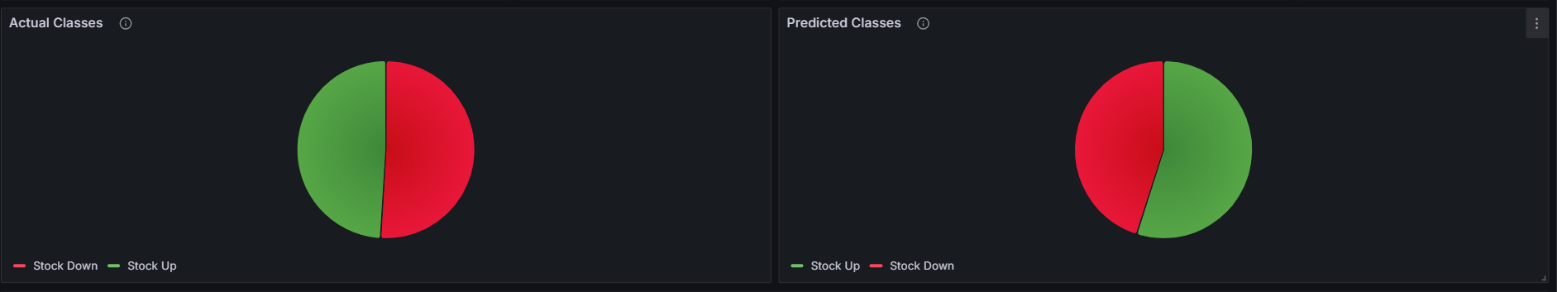 Actual Classes
Predicted Classes
Stock Down Stock Up
Stock Up Stock Down